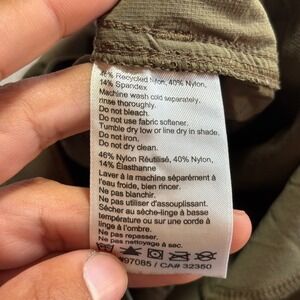 46% Recycled Nylon, 40% Nylon,
14% Spandex
Machine wash cold separately,
rinse thoroughly.
Do not bleach.
Do not use fabric softener.
Tumble dry low or line dry in shade.
Do not iron.
Do not dry clean.
46% Nylon Réutilisé, 40% Nylon,
14% Élasthanne
Laver à la machine séparément à
l'eau froide, bien rincer.
Ne pas blanchir.
Ne pas utiliser d'assouplissant.
Sécher au sèche-linge à basse
température ou sur corde à
l'ombre.
Ne pas repasser.
Ne pas nettoyage à sec.
97085 / CA# 32350